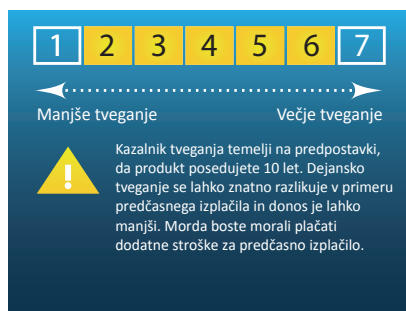 1 2 3 4 5 6 7
Manjše tveganje Večje tveganje
Kazalnik tveganja temelji na predpostavki,
da produkt posedujete 10 let. Dejansko
tveganje se lahko znatno razlikuje v primeru
predčasnega izplačila in donos je lahko
manjši. Morda boste morali plačati
dodatne stroške za predčasno izplačilo.
!